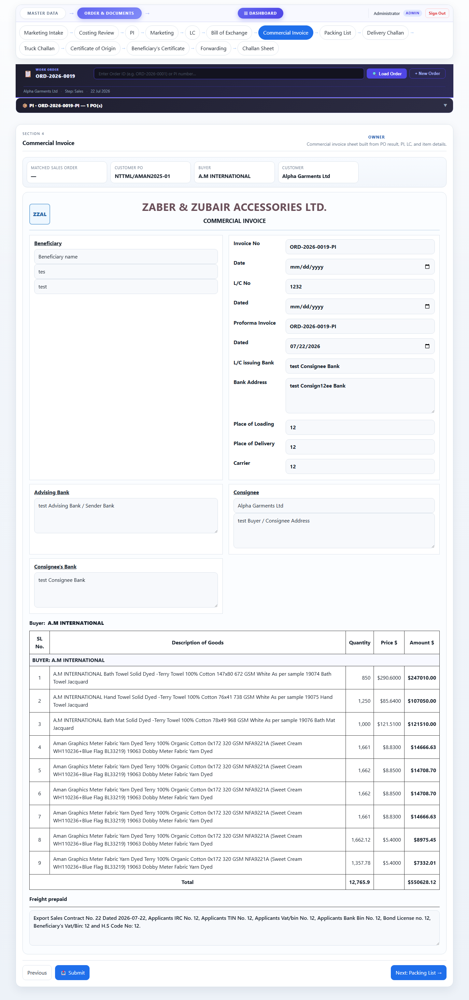 MASTER DATA → ORDER & DOCUMENTS → ☷ DASHBOARD Administrator ADMIN Sign Out
Marketing Intake → Costing Review → PI → Marketing → LC → Bill of Exchange → Commercial Invoice → Packing List → Delivery Challan →
Truck Challan → Certificate of Origin → Beneficiary's Certificate → Forwarding → Challan Sheet
WORK ORDER
ORD-2026-0019
Enter Order ID (e.g. ORD-2026-0001) or PI number...
Load Order
+ New Order
Alpha Garments Ltd · Step: Sales · 22 Jul 2026
PI · ORD-2026-0019-PI — 1 PO(s) ▼
SECTION 4
Commercial Invoice
OWNER
Commercial invoice sheet built from PO result, PI, LC, and item details.
MATCHED SALES ORDER
—
CUSTOMER PO
NTTML/AMAN2025-01
BUYER
A.M INTERNATIONAL
CUSTOMER
Alpha Garments Ltd
ZZAL
ZABER & ZUBAIR ACCESSORIES LTD.
COMMERCIAL INVOICE
Beneficiary
Beneficiary name
tes
test
Invoice No ORD-2026-0019-PI
Date mm/dd/yyyy
L/C No 1232
Dated mm/dd/yyyy
Proforma Invoice ORD-2026-0019-PI
Dated 07/22/2026
L/C issuing Bank test Consignee Bank
Bank Address test Consign12ee Bank
Place of Loading 12
Place of Delivery 12
Carrier 12
Advising Bank
test Advising Bank / Sender Bank
Consignee
Alpha Garments Ltd
test Buyer / Consignee Address
Consignee's Bank
test Consignee Bank
Buyer: A.M INTERNATIONAL
SL No. Description of Goods Quantity Price $ Amount $
BUYER: A.M INTERNATIONAL
1 A.M INTERNATIONAL Bath Towel Solid Dyed -Terry Towel 100% Cotton 147x80 672 GSM White As per sample 19074 Bath
Towel Jacquard 850 $290.6000 $247010.00
2 A.M INTERNATIONAL Hand Towel Solid Dyed -Terry Towel 100% Cotton 76x41 738 GSM White As per sample 19075 Hand
Towel Jacquard 1,250 $85.6400 $107050.00
3 A.M INTERNATIONAL Bath Mat Solid Dyed -Terry Towel 100% Cotton 78x49 968 GSM White As per sample 19076 Bath Mat
Jacquard 1,000 $121.5100 $121510.00
4 Aman Graphics Meter Fabric Yarn Dyed Terry 100% Organic Cotton 0x172 320 GSM NFA9221A (Sweet Cream
WH110236+Blue Flag BL33219) 19063 Dobby Meter Fabric Yarn Dyed 1,661 $8.8300 $14666.63
5 Aman Graphics Meter Fabric Yarn Dyed Terry 100% Organic Cotton 0x172 320 GSM NFA9221A (Sweet Cream
WH110236+Blue Flag BL33219) 19063 Dobby Meter Fabric Yarn Dyed 1,662 $8.8500 $14708.70
6 Aman Graphics Meter Fabric Yarn Dyed Terry 100% Organic Cotton 0x172 320 GSM NFA9221A (Sweet Cream
WH110236+Blue Flag BL33219) 19063 Dobby Meter Fabric Yarn Dyed 1,662 $8.8500 $14708.70
7 Aman Graphics Meter Fabric Yarn Dyed Terry 100% Organic Cotton 0x172 320 GSM NFA9221A (Sweet Cream
WH110236+Blue Flag BL33219) 19063 Dobby Meter Fabric Yarn Dyed 1,661 $8.8300 $14666.63
8 Aman Graphics Meter Fabric Yarn Dyed Terry 100% Organic Cotton 0x172 320 GSM NFA9221A (Sweet Cream
WH110236+Blue Flag BL33219) 19063 Dobby Meter Fabric Yarn Dyed 1,662.12 $5.4000 $8975.45
9 Aman Graphics Meter Fabric Yarn Dyed Terry 100% Organic Cotton 0x172 320 GSM NFA9221A (Sweet Cream
WH110236+Blue Flag BL33219) 19063 Dobby Meter Fabric Yarn Dyed 1,357.78 $5.4000 $7332.01
Total 12,765.9 $550628.12
Freight prepaid
Export Sales Contract No. 22 Dated 2026-07-22, Applicants IRC No. 12, Applicants TIN No. 12, Applicants Vat/bin No. 12, Applicants Bank Bin No. 12, Bond License no. 12,
Beneficiary's Vat/Bin: 12 and H.S Code No: 12.
Previous Submit Next: Packing List →